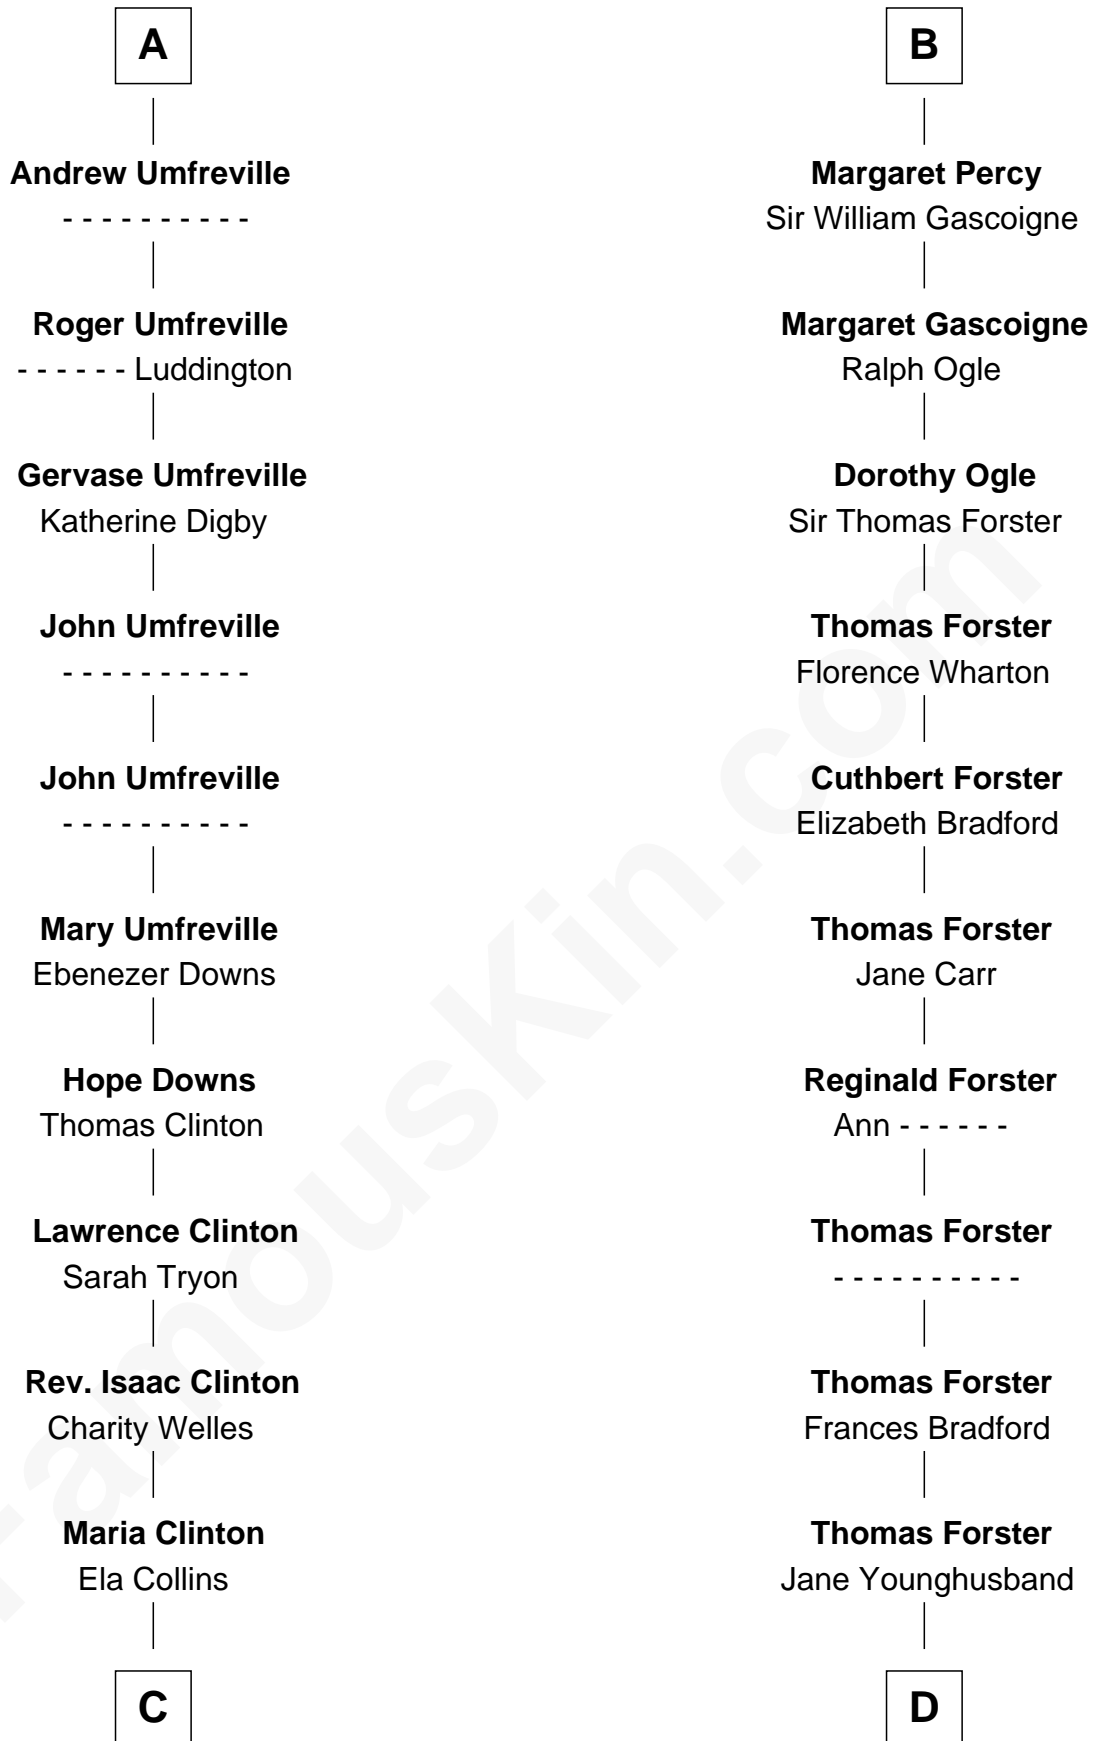 A
Andrew Umfreville
- - - - - - - - - -
Roger Umfreville
- - - - - - Luddington
Gervase Umfreville
Katherine Digby
John Umfreville
- - - - - - - - - -
John Umfreville
- - - - - - - - - -
Mary Umfreville
Ebenezer Downs
Hope Downs
Thomas Clinton
Lawrence Clinton
Sarah Tryon
Rev. Isaac Clinton
Charity Welles
Maria Clinton
Ela Collins
C
B
Margaret Percy
Sir William Gascoigne
Margaret Gascoigne
Ralph Ogle
Dorothy Ogle
Sir Thomas Forster
Thomas Forster
Florence Wharton
Cuthbert Forster
Elizabeth Bradford
Thomas Forster
Jane Carr
Reginald Forster
Ann - - - - - -
Thomas Forster
- - - - - - - - - -
Thomas Forster
Frances Bradford
Thomas Forster
Jane Younghusband
D
FamousKin.com